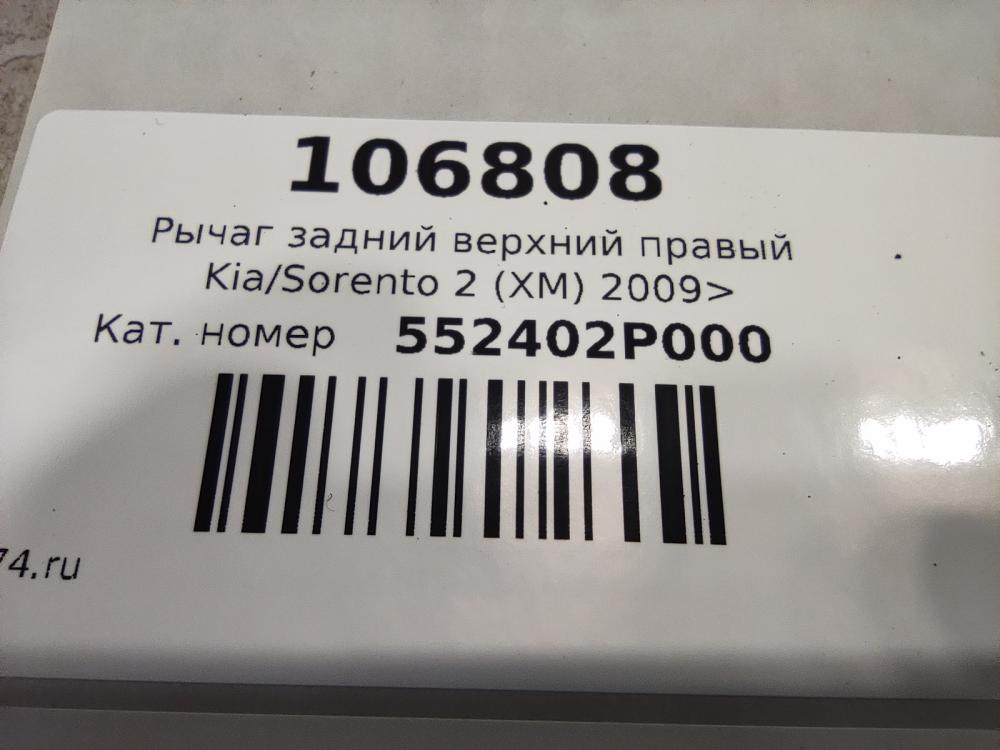 106808
Рычаг задний верхний правый
Kia/Sorento 2 (XM) 2009>
Кат. номер 552402P000
74.ru